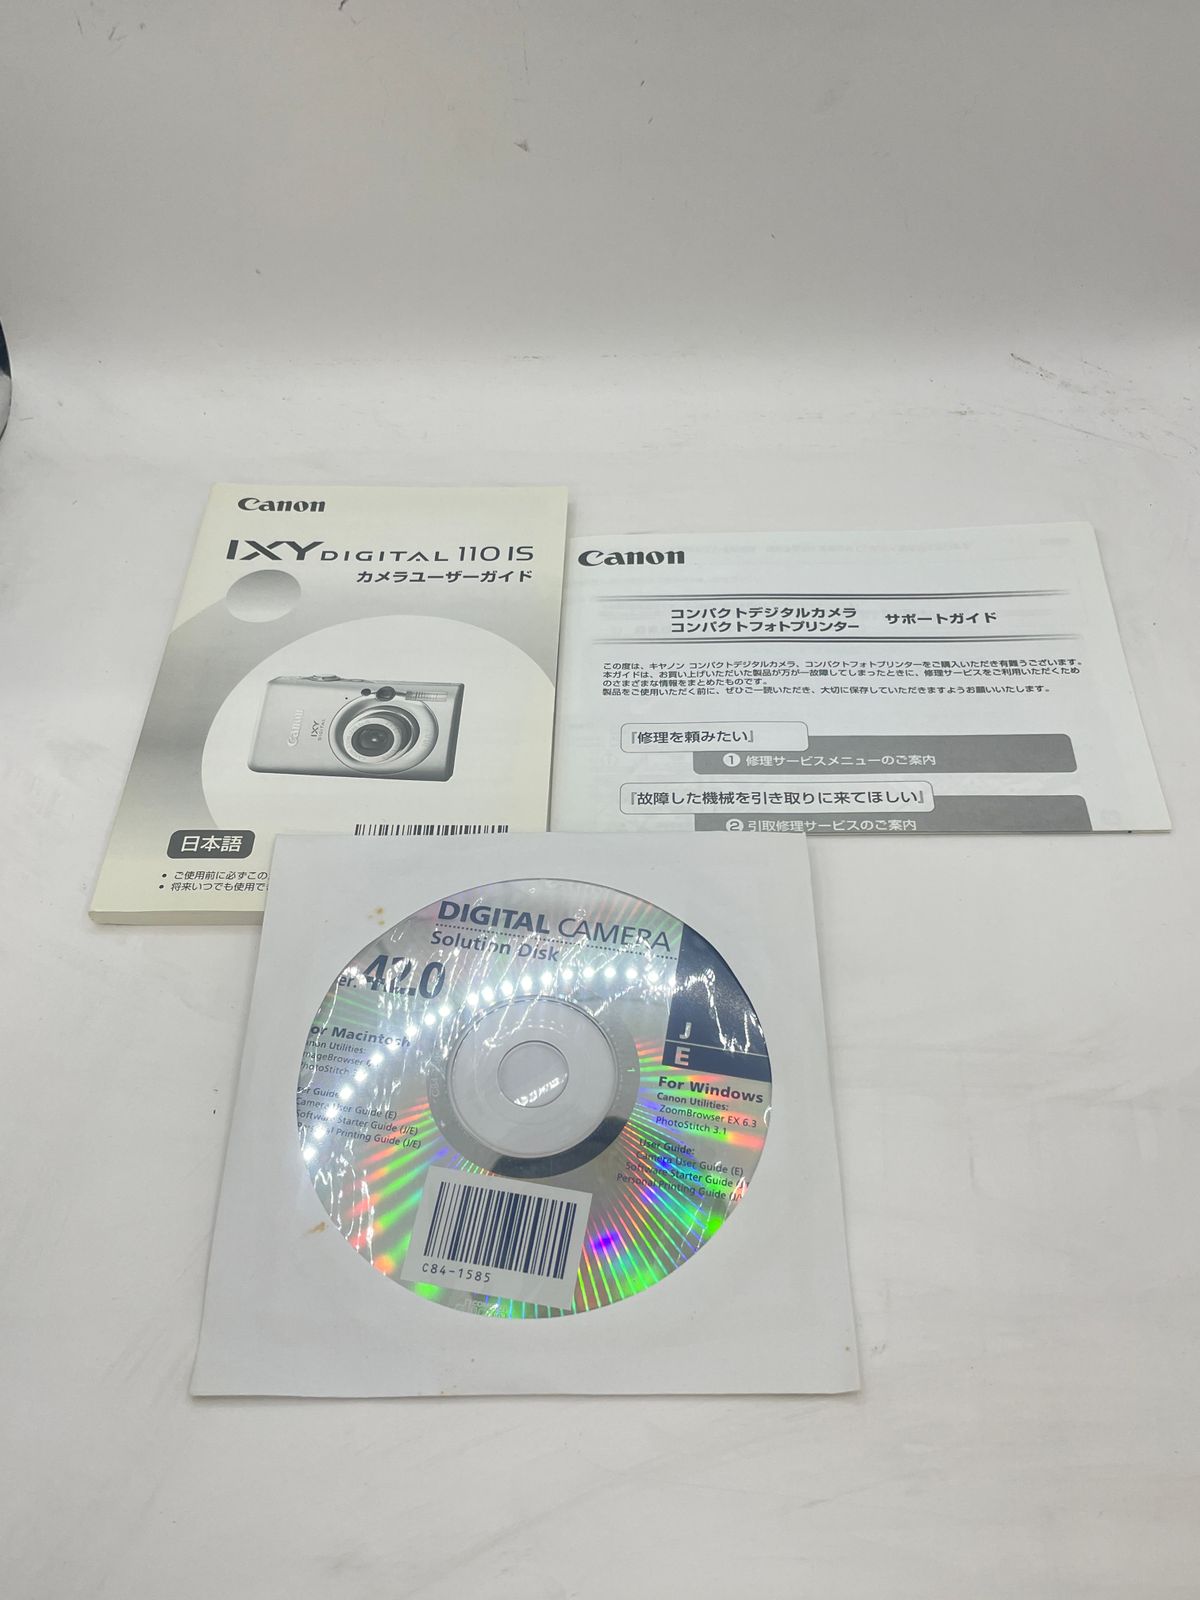 Canon
IXY DIGITAL 110 IS
カメラユーザーガイド
Canon
IXY
DIGITAL
日本語
• ご使用前に必ずこの
• 将来いつでも使用でき
Canon
コンパクトデジタルカメラ
コンパクトフォトプリンター
サポートガイド
この度は、キヤノン コンパクトデジタルカメラ、コンパクトフォトプリンターをご購入いただき有難うございます。
本ガイドは、お買い上げいただいた製品が万が一故障してしまったときに、修理サービスをご利用いただくため
のさまざまな情報をまとめたものです。
製品をご使用いただく前に、ぜひご一読いただき、大切に保存していただきますようお願いいたします。
『修理を頼みたい』
① 修理サービスメニューのご案内
『故障した機械を引き取りに来てほしい』
② 引取修理サービスのご案内
DIGITAL CAMERA
Solution Disk
er. 42.0
J
E
or Macintosh
anon Utilities:
mageBrowser
PhotoStitch 3.
er Guide
Camera User Guide (E)
Software Starter Guide (J/E)
Personal Printing Guide (J/E)
For Windows
Canon Utilities:
ZoomBrowser EX 6.3
PhotoStitch 3.1
User Guide:
Camera User Guide (E)
Software Starter Guide
Personal Printing Guide (J/
C84-1585